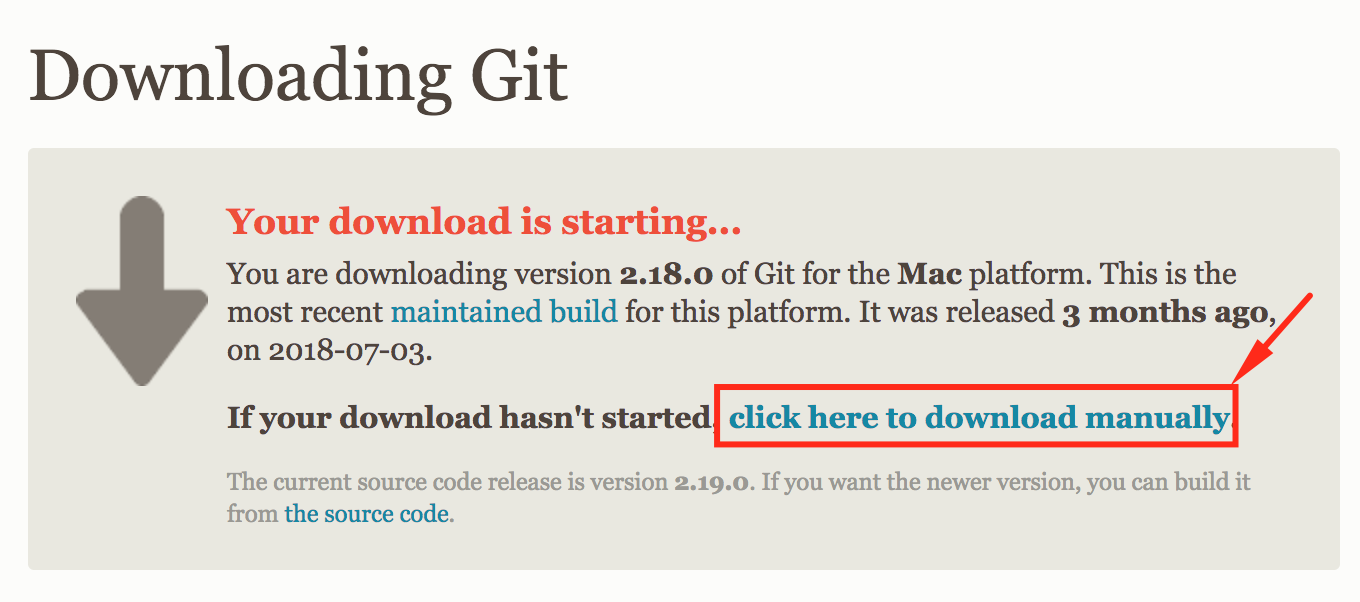 Downloading Git
Your download is starting...
You are downloading version 2.18.0 of Git for the Mac platform. This is the
most recent maintained build for this platform. It was released 3 months ago,
on 2018-07-03.
If your download hasn't started, click here to download manually.
The current source code release is version 2.19.0. If you want the newer version, you can build it
from the source code.